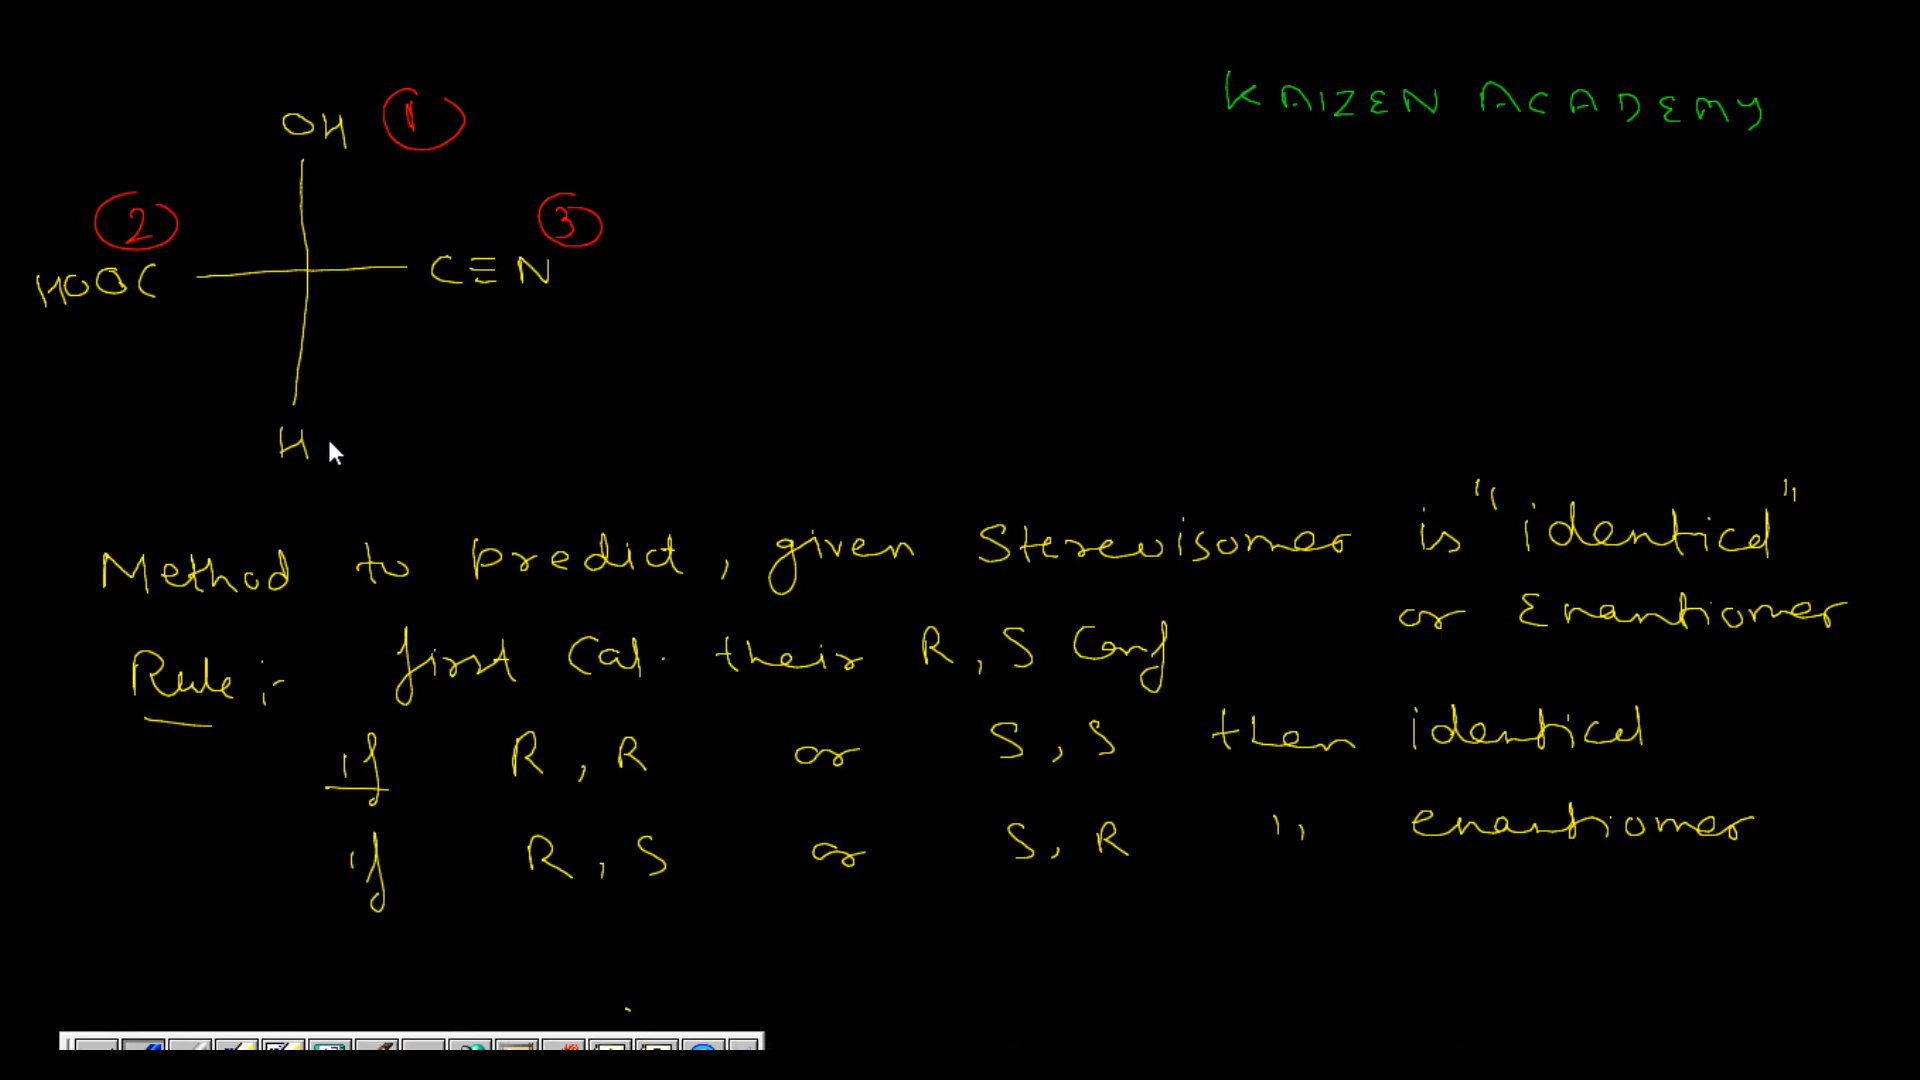 KAIZEN ACADEMY
OH ①
② ③
HOOC C≡N
H
Method to predict, given Stereoisomer is "identical"
or Enantiomer
Rule:- first Cal. their R, S Conf
if R, R or S, S then identical
if R, S or S, R " enantiomer